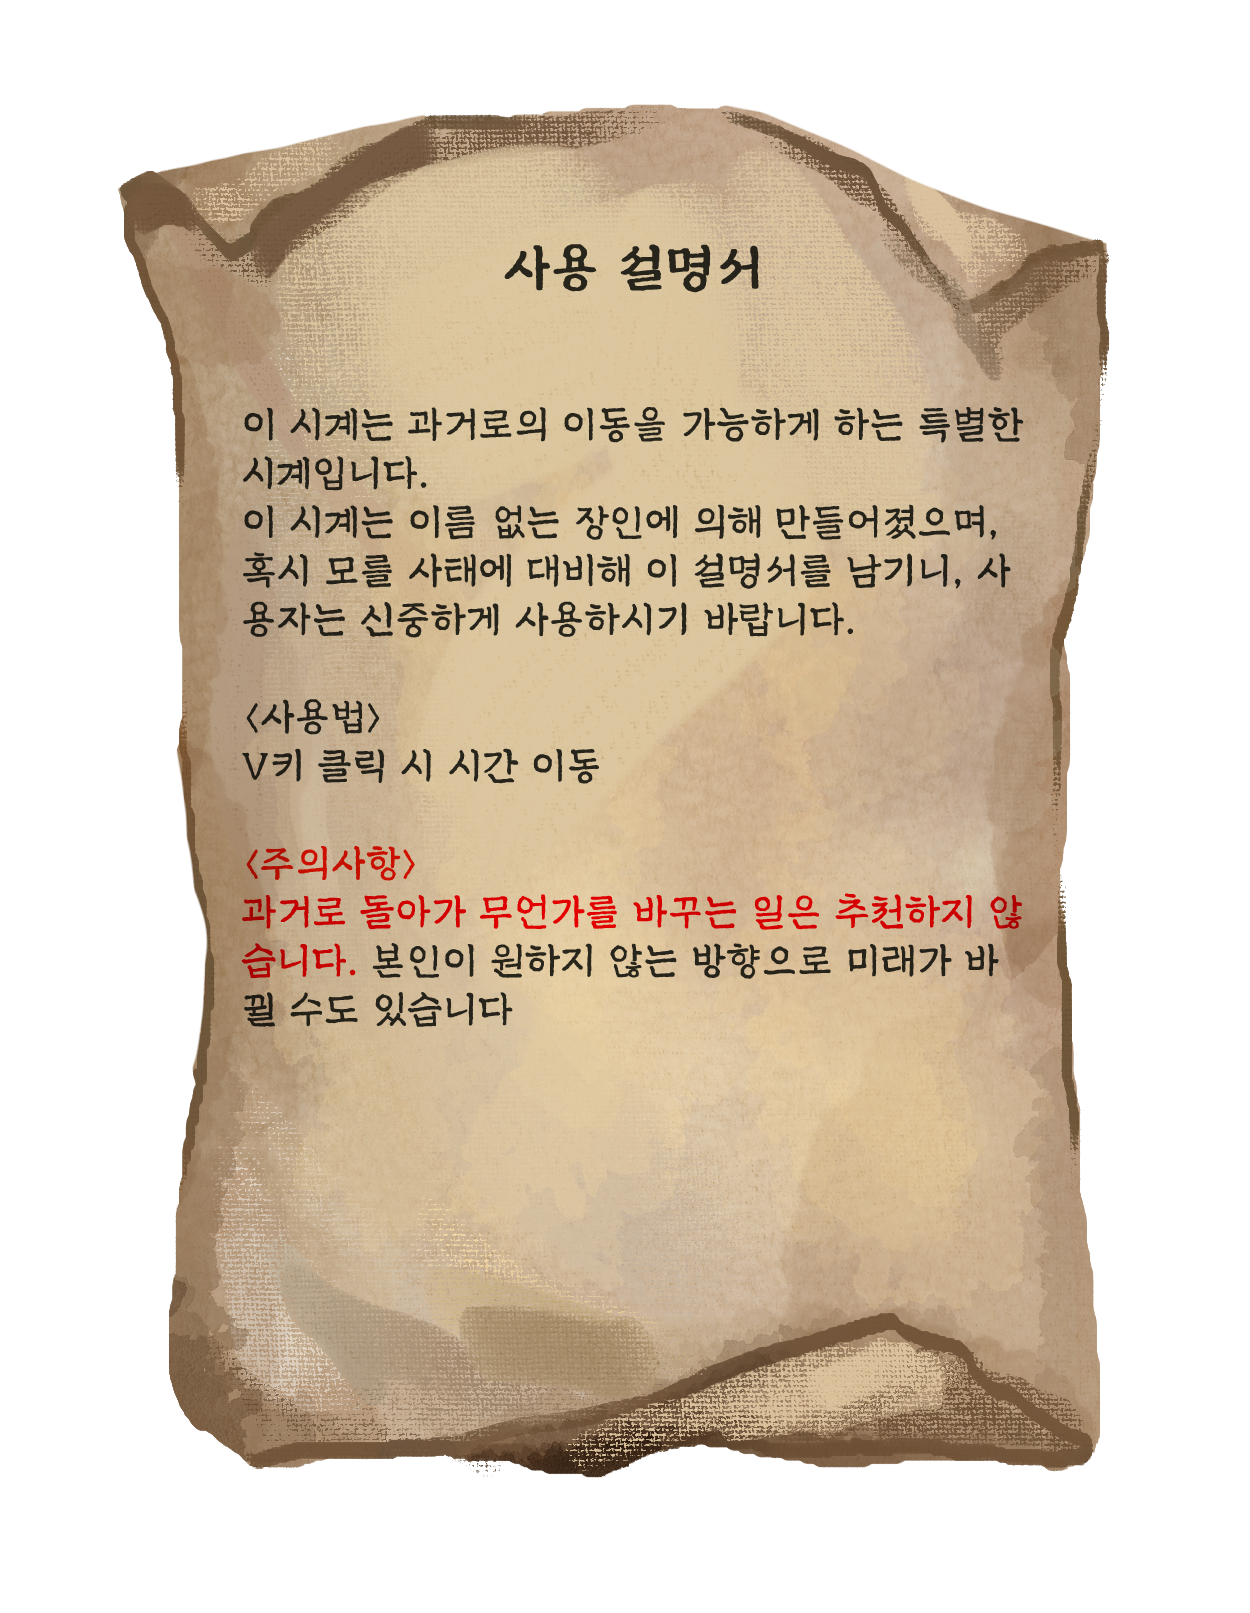 사용 설명서
이 시계는 과거로의 이동을 가능하게 하는 특별한
시계입니다.
이 시계는 이름 없는 장인에 의해 만들어졌으며,
혹시 모를 사태에 대비해 이 설명서를 남기니, 사
용자는 신중하게 사용하시기 바랍니다.
<사용법>
V키 클릭 시 시간 이동
<주의사항>
과거로 돌아가 무언가를 바꾸는 일은 추천하지 않
습니다. 본인이 원하지 않는 방향으로 미래가 바
뀔 수도 있습니다